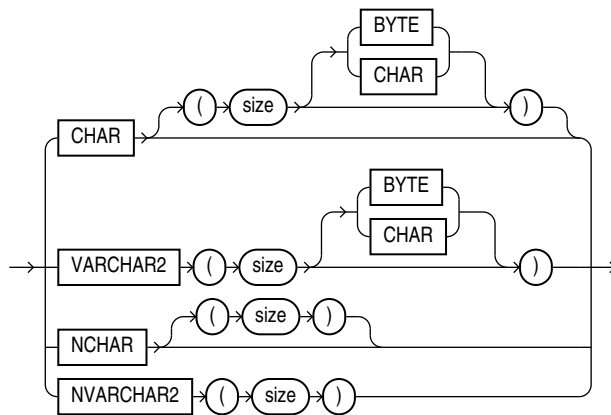 BYTE
CHAR
( size )
CHAR
BYTE
CHAR
VARCHAR2 ( size )
( size )
NCHAR
NVARCHAR2 ( size )